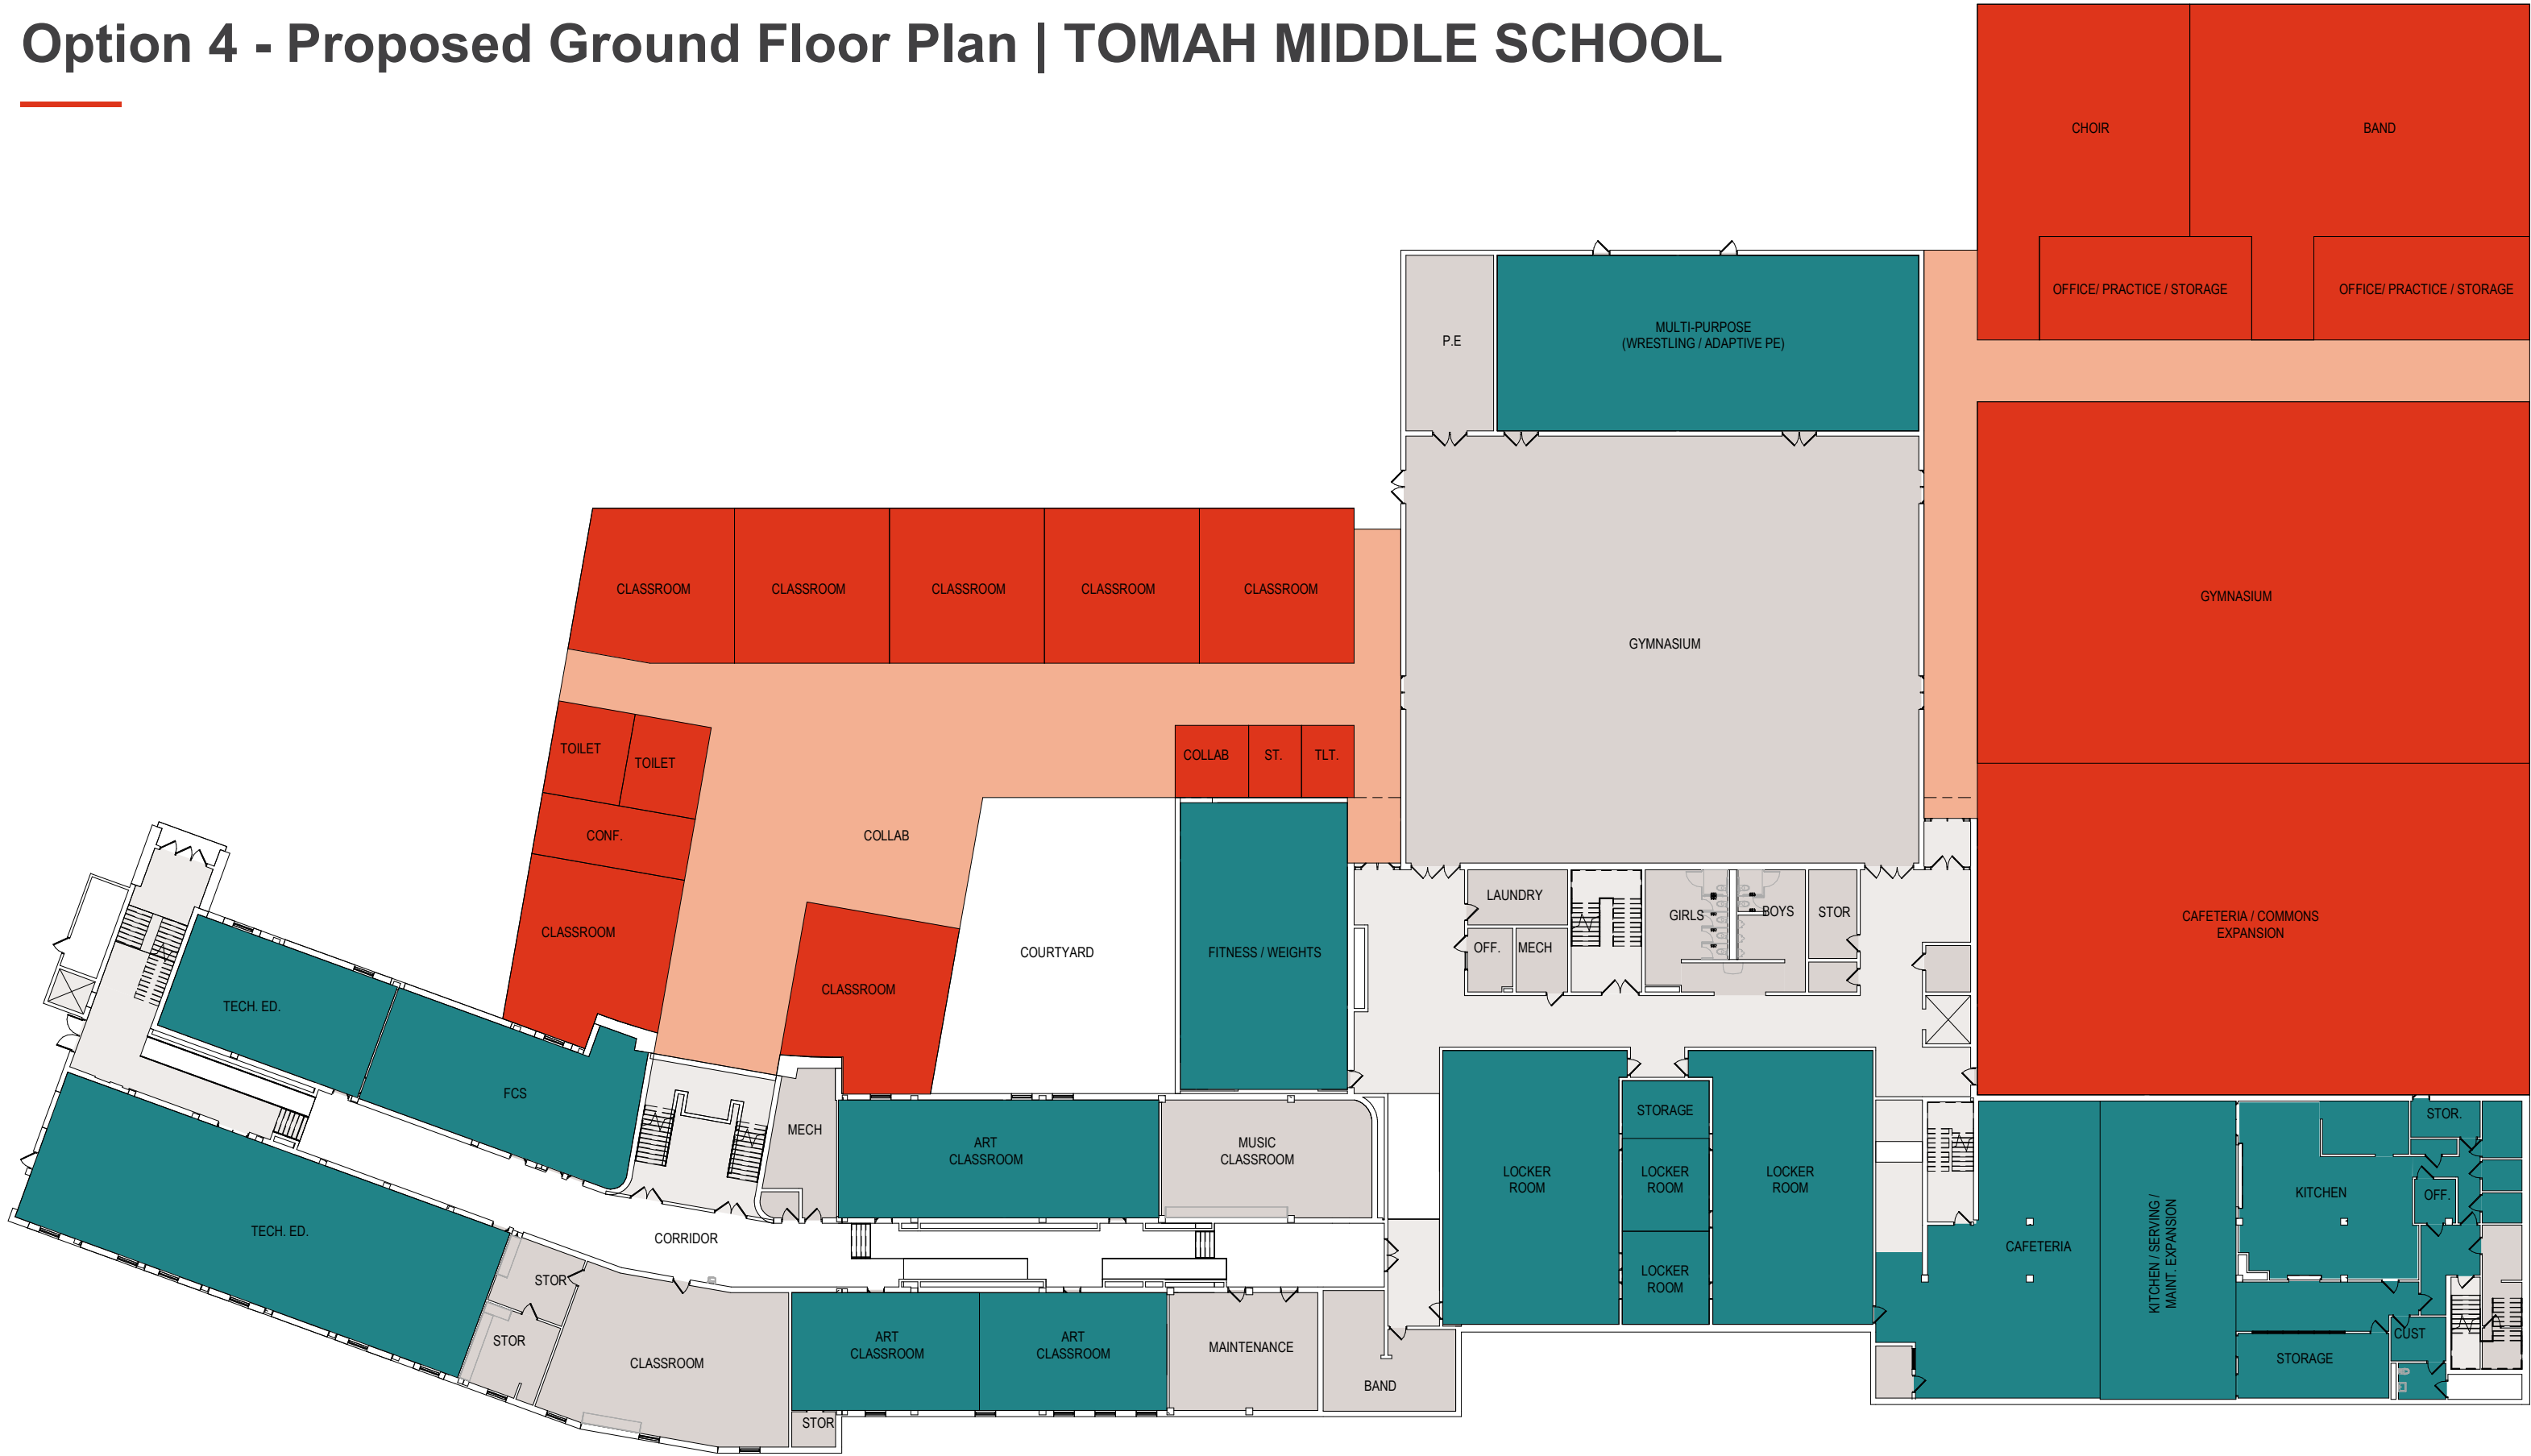 Option 4 - Proposed Ground Floor Plan | TOMAH MIDDLE SCHOOL
CHOIR
BAND
OFFICE/ PRACTICE / STORAGE
OFFICE/ PRACTICE / STORAGE
P.E
MULTI-PURPOSE
(WRESTLING / ADAPTIVE PE)
CLASSROOM
CLASSROOM
CLASSROOM
CLASSROOM
CLASSROOM
GYMNASIUM
GYMNASIUM
TOILET
TOILET
COLLAB
ST.
TLT.
CONF.
COLLAB
CLASSROOM
CLASSROOM
COURTYARD
FITNESS / WEIGHTS
LAUNDRY
OFF.
MECH
GIRLS
BOYS
STOR
CAFETERIA / COMMONS
EXPANSION
TECH. ED.
FCS
MECH
ART
CLASSROOM
MUSIC
CLASSROOM
LOCKER
ROOM
STORAGE
LOCKER
ROOM
LOCKER
ROOM
LOCKER
ROOM
CAFETERIA
KITCHEN / SERVING /
MAINT. EXPANSION
KITCHEN
STOR.
OFF.
CUST
STORAGE
TECH. ED.
CORRIDOR
STOR
STOR
CLASSROOM
STOR
ART
CLASSROOM
ART
CLASSROOM
MAINTENANCE
BAND